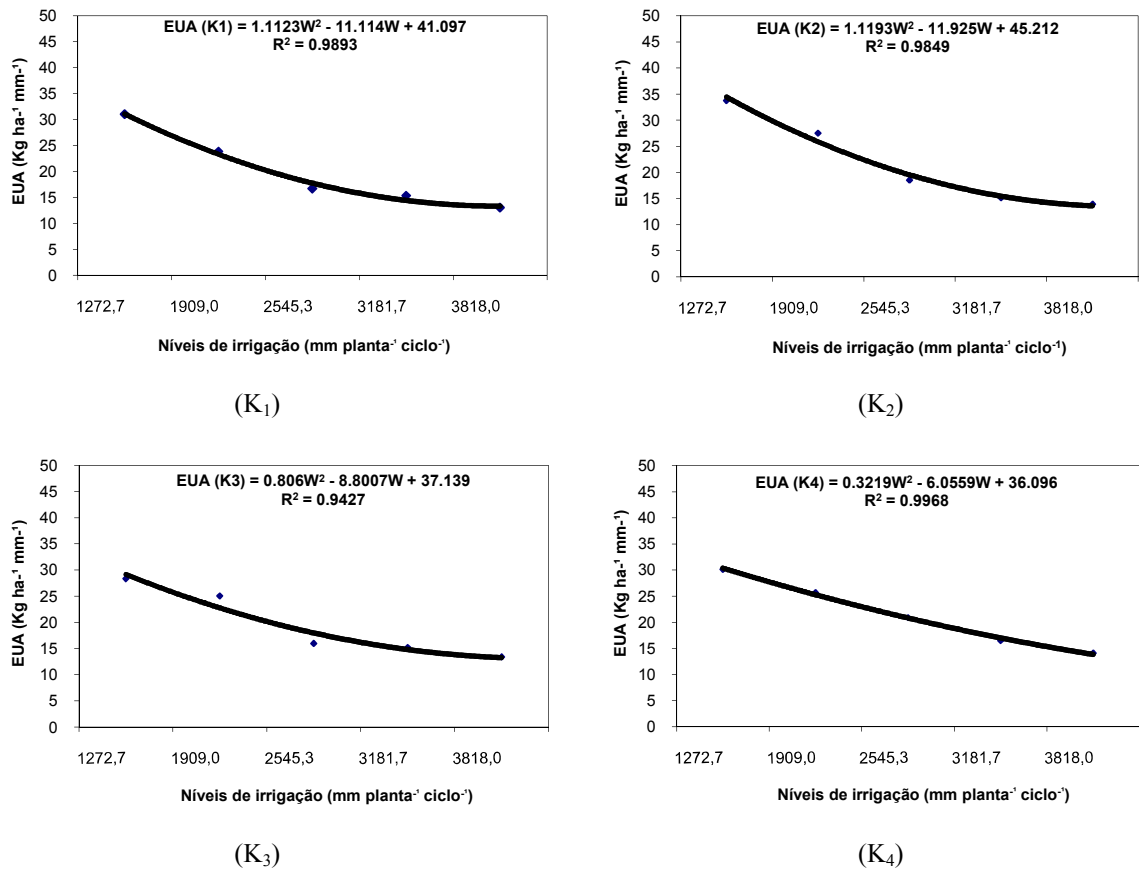 EUA (K1) = 1.1123W² - 11.114W + 41.097
R² = 0.9893
50
45
40
35
30
25
20
15
10
5
0
EUA (Kg ha-¹ mm-¹)
1272,7 1909,0 2545,3 3181,7 3818,0
Níveis de irrigação (mm planta-¹ ciclo-¹)
(K₁)
EUA (K2) = 1.1193W² - 11.925W + 45.212
R² = 0.9849
50
45
40
35
30
25
20
15
10
5
0
EUA (Kg ha-¹ mm-¹)
1272,7 1909,0 2545,3 3181,7 3818,0
Níveis de irrigação (mm planta-¹ ciclo-¹)
(K₂)
EUA (K3) = 0.806W² - 8.8007W + 37.139
R² = 0.9427
50
45
40
35
30
25
20
15
10
5
0
EUA (Kg ha-¹ mm-¹)
1272,7 1909,0 2545,3 3181,7 3818,0
Níveis de irrigação (mm planta-¹ ciclo-¹)
(K₃)
EUA (K4) = 0.3219W² - 6.0559W + 36.096
R² = 0.9968
50
45
40
35
30
25
20
15
10
5
0
EUA (Kg ha-¹ mm-¹)
1272,7 1909,0 2545,3 3181,7 3818,0
Níveis de irrigação (mm planta-¹ ciclo-¹)
(K₄)